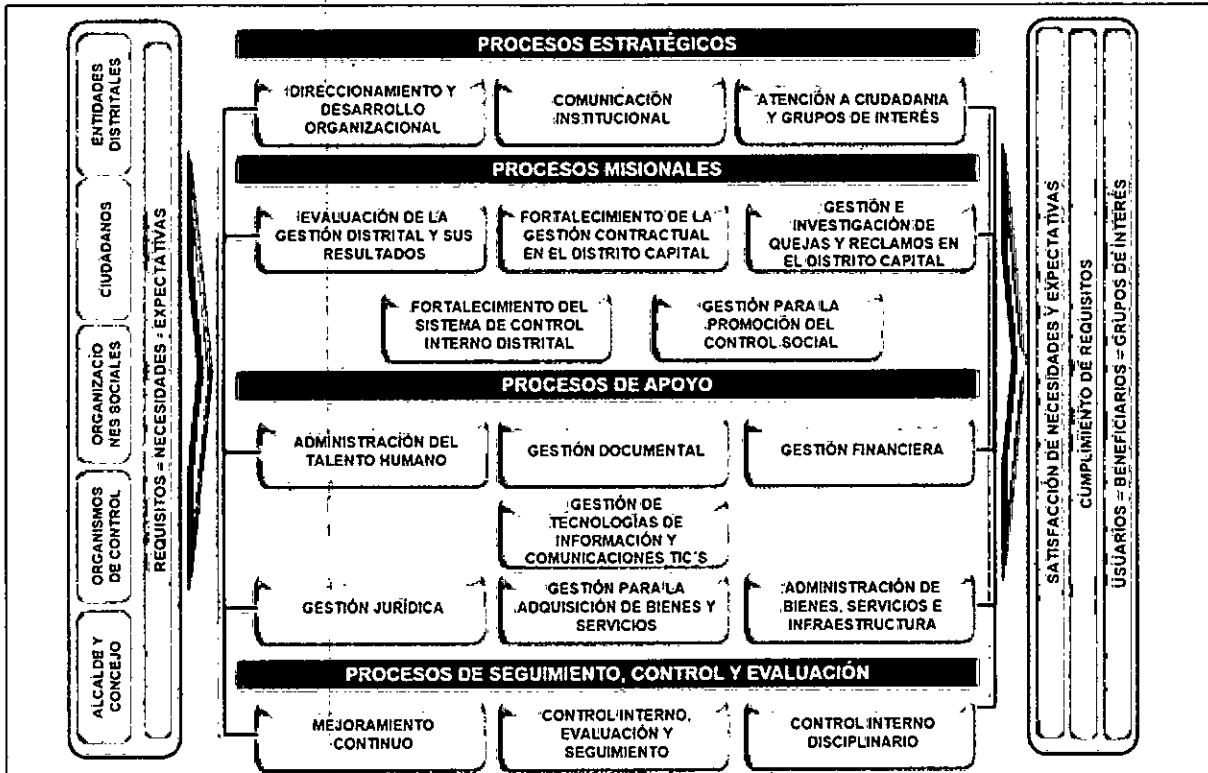 ENTIDADES
DISTRITALES
CIUDADANOS
ORGANIZACIO
NES SOCIALES
ORGANISMOS
DE CONTROL
ALCALDE Y
CONCEJO
REQUISITOS = NECESIDADES = EXPECTATIVAS
PROCESOS ESTRATÉGICOS
DIRECCIONAMIENTO Y
DESARROLLO
ORGANIZACIONAL
COMUNICACIÓN
INSTITUCIONAL
ATENCIÓN A CIUDADANIA
Y GRUPOS DE INTERÉS
PROCESOS MISIONALES
EVALUACIÓN DE LA
GESTIÓN DISTRITAL Y SUS
RESULTADOS
FORTALECIMIENTO DE LA
GESTIÓN CONTRACTUAL
EN EL DISTRITO CAPITAL
GESTIÓN E
INVESTIGACIÓN DE
QUEJAS Y RECLAMOS EN
EL DISTRITO CAPITAL
FORTALECIMIENTO DEL
SISTEMA DE CONTROL
INTERNO DISTRITAL
GESTIÓN PARA LA
PROMOCIÓN DEL
CONTROL SOCIAL
PROCESOS DE APOYO
ADMINISTRACIÓN DEL
TALENTO HUMANO
GESTIÓN DOCUMENTAL
GESTIÓN FINANCIERA
GESTIÓN DE
TECNOLOGÍAS DE
INFORMACIÓN Y
COMUNICACIONES TIC´S
GESTIÓN JURÍDICA
GESTIÓN PARA LA
ADQUISICIÓN DE BIENES Y
SERVICIOS
ADMINISTRACIÓN DE
BIENES, SERVICIOS E
INFRAESTRUCTURA
PROCESOS DE SEGUIMIENTO, CONTROL Y EVALUACIÓN
MEJORAMIENTO
CONTINUO
CONTROL INTERNO,
EVALUACIÓN Y
SEGUIMIENTO
CONTROL INTERNO
DISCIPLINARIO
SATISFACCIÓN DE NECESIDADES Y EXPECTATIVAS
CUMPLIMIENTO DE REQUISITOS
USUARIOS = BENEFICIARIOS = GRUPOS DE INTERÉS